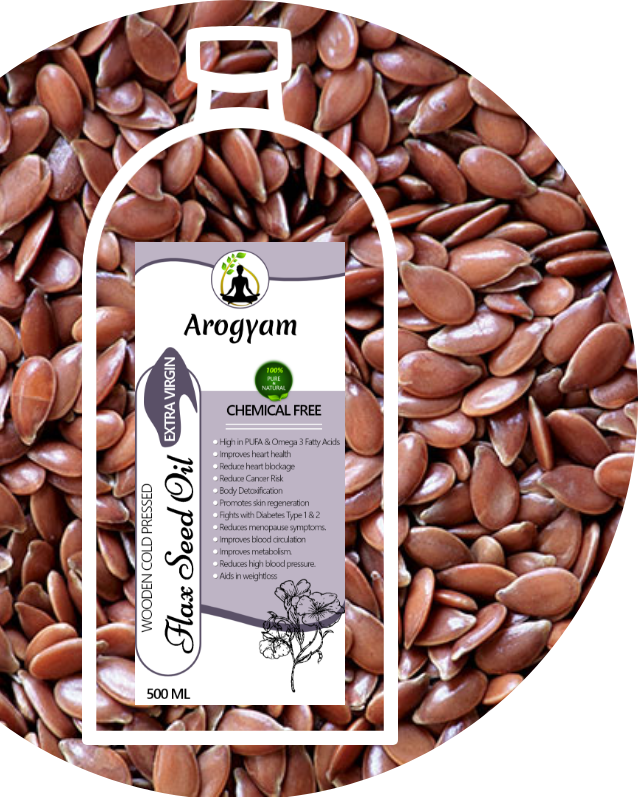 Arogyam
100%
PURE
&
NATURAL
EXTRA VIRGIN
CHEMICAL FREE
High in PUFA & Omega 3 Fatty Acids
Improves heart health
Reduce heart blockage
Reduce Cancer Risk
Body Detoxification
Promotes skin regeneration
Fights with Diabetes Type 1 & 2
Reduces menopause symptoms.
Improves blood circulation
Improves metabolism.
Reduces high blood pressure.
Aids in weightloss
WOODEN COLD PRESSED
Flax Seed Oil
500 ML